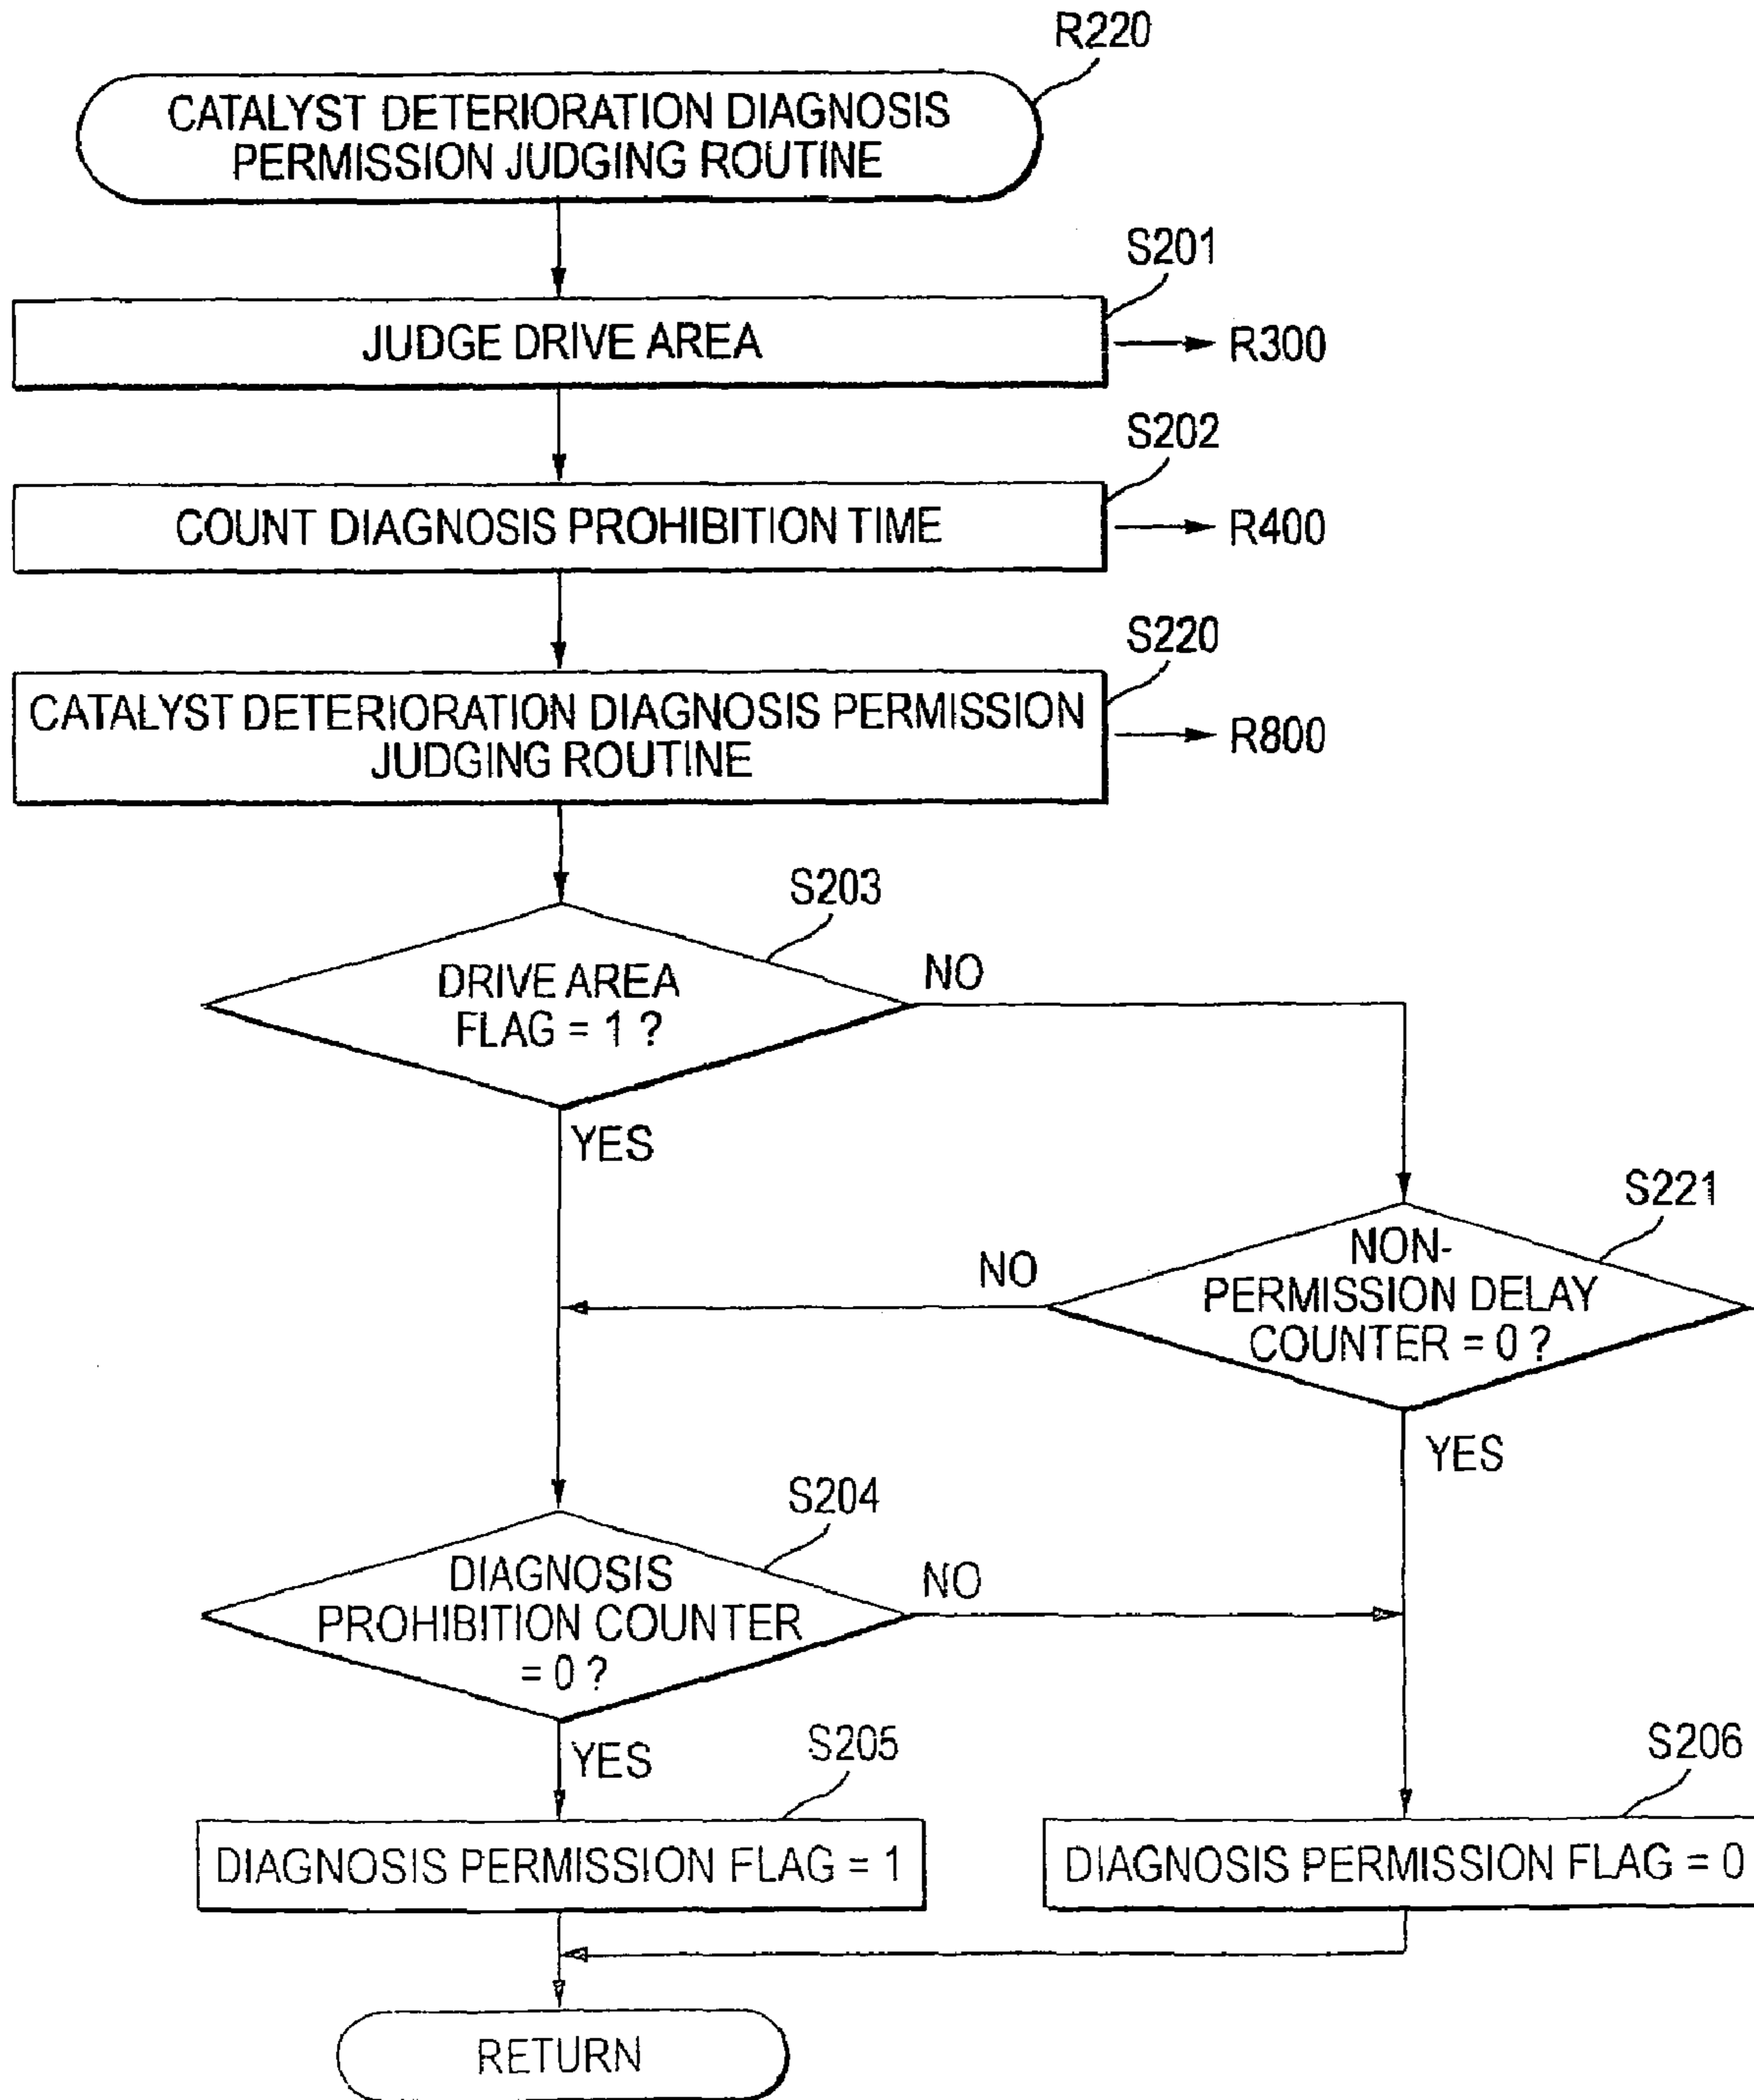 R220
CATALYST DETERIORATION DIAGNOSIS
PERMISSION JUDGING ROUTINE
S201
JUDGE DRIVE AREA
R300
S202
COUNT DIAGNOSIS PROHIBITION TIME
R400
S220
CATALYST DETERIORATION DIAGNOSIS PERMISSION
JUDGING ROUTINE
R800
S203
DRIVE AREA
FLAG = 1 ?
NO
YES
S221
NON-
PERMISSION DELAY
COUNTER = 0 ?
NO
YES
S204
DIAGNOSIS
PROHIBITION COUNTER
= 0 ?
NO
YES
S205
DIAGNOSIS PERMISSION FLAG = 1
S206
DIAGNOSIS PERMISSION FLAG = 0
RETURN